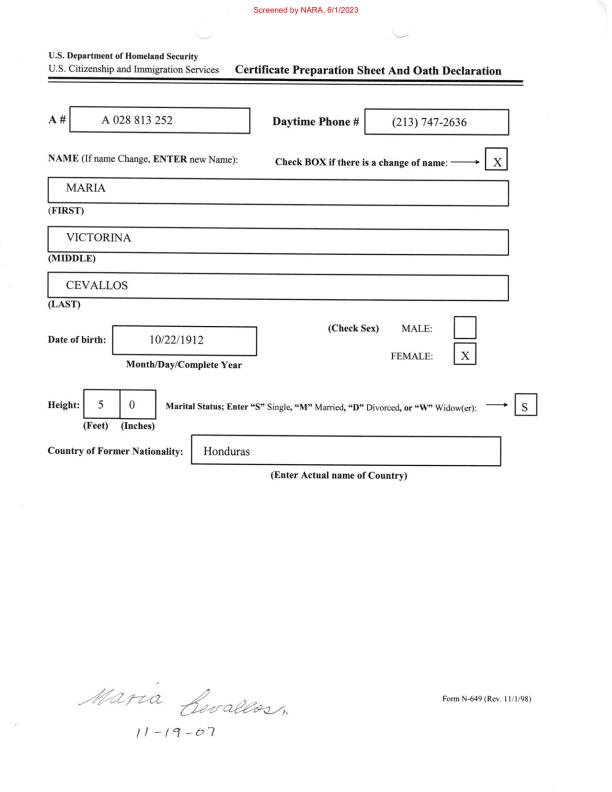 Screened by NARA, 6/1/2023
U.S. Department of Homeland Security
U.S. Citizenship and Immigration Services Certificate Preparation Sheet And Oath Declaration
A # A 028 813 252 Daytime Phone # (213) 747-2636
NAME (If name Change, ENTER new Name): Check BOX if there is a change of name: X
MARIA
(FIRST)
VICTORINA
(MIDDLE)
CEVALLOS
(LAST)
(Check Sex) MALE:
Date of birth: 10/22/1912
FEMALE: X
Month/Day/Complete Year
Height: 5 0 Marital Status; Enter “S” Single, “M” Married, “D” Divorced, or “W” Widow(er): S
(Feet) (Inches)
Country of Former Nationality: Honduras
(Enter Actual name of Country)
Form N-649 (Rev. 11/1/98)
Maria Cevallos.
11-19-07